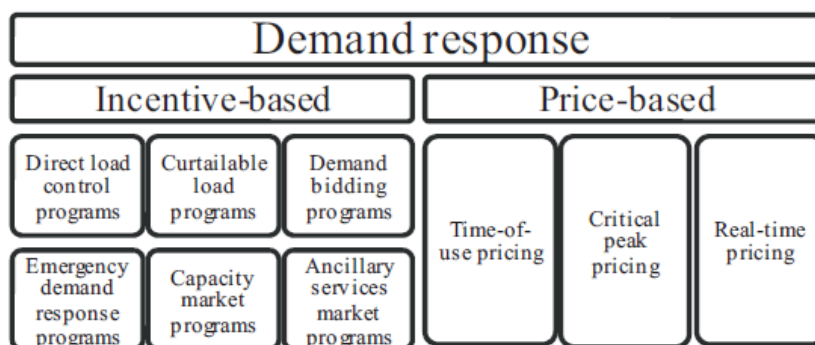 Demand response
Incentive-based
Price-based
Direct load
control
programs
Curtailable
load
programs
Demand
bidding
programs
Emergency
demand
response
programs
Capacity
market
programs
Ancillary
services
market
programs
Time-of-
use pricing
Critical
peak
pricing
Real-time
pricing